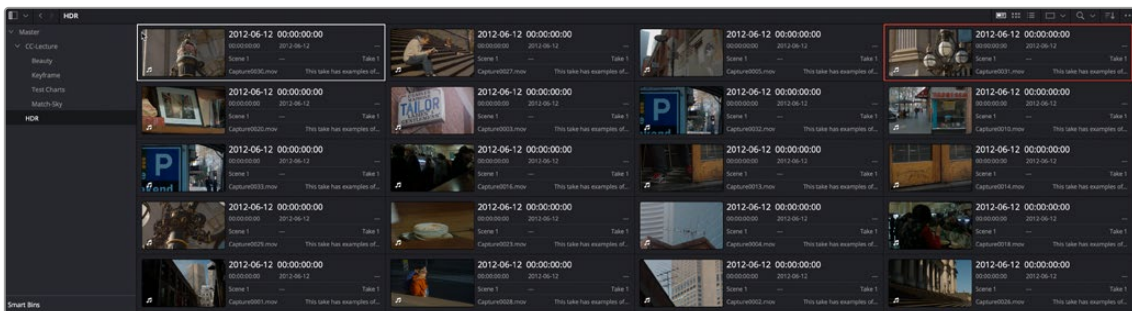 HDR
Master
CC-Lecture
Beauty
Keyframe
Test Charts
Match-Sky
HDR
Smart Bins
2012-06-12 00:00:00:00
00:00:00:00 2012-06-12 --
Scene 1 — Take 1
Capture0030.mov This take has examples of...
2012-06-12 00:00:00:00
00:00:00:00 2012-06-12 --
Scene 1 — Take 1
Capture0027.mov This take has examples of...
2012-06-12 00:00:00:00
00:00:00:00 2012-06-12 --
Scene 1 — Take 1
Capture0005.mov This take has examples of...
2012-06-12 00:00:00:00
00:00:00:00 2012-06-12 --
Scene 1 — Take 1
Capture0031.mov This take has examples of...
2012-06-12 00:00:00:00
00:00:00:00 2012-06-12 --
Scene 1 — Take 1
Capture0020.mov This take has examples of...
TAILOR
2012-06-12 00:00:00:00
00:00:00:00 2012-06-12 --
Scene 1 — Take 1
Capture0003.mov This take has examples of...
P
2012-06-12 00:00:00:00
00:00:00:00 2012-06-12 --
Scene 1 — Take 1
Capture0032.mov This take has examples of...
2012-06-12 00:00:00:00
00:00:00:00 2012-06-12 --
Scene 1 — Take 1
Capture0010.mov This take has examples of...
P
2012-06-12 00:00:00:00
00:00:00:00 2012-06-12 --
Scene 1 — Take 1
Capture0033.mov This take has examples of...
2012-06-12 00:00:00:00
00:00:00:00 2012-06-12 --
Scene 1 — Take 1
Capture0016.mov This take has examples of...
2012-06-12 00:00:00:00
00:00:00:00 2012-06-12 --
Scene 1 — Take 1
Capture0013.mov This take has examples of...
2012-06-12 00:00:00:00
00:00:00:00 2012-06-12 --
Scene 1 — Take 1
Capture0014.mov This take has examples of...
2012-06-12 00:00:00:00
00:00:00:00 2012-06-12 --
Scene 1 — Take 1
Capture0029.mov This take has examples of...
2012-06-12 00:00:00:00
00:00:00:00 2012-06-12 --
Scene 1 — Take 1
Capture0023.mov This take has examples of...
2012-06-12 00:00:00:00
00:00:00:00 2012-06-12 --
Scene 1 — Take 1
Capture0004.mov This take has examples of...
2012-06-12 00:00:00:00
00:00:00:00 2012-06-12 --
Scene 1 — Take 1
Capture0018.mov This take has examples of...
2012-06-12 00:00:00:00
00:00:00:00 2012-06-12 --
Scene 1 — Take 1
Capture0001.mov This take has examples of...
2012-06-12 00:00:00:00
00:00:00:00 2012-06-12 --
Scene 1 — Take 1
Capture0028.mov This take has examples of...
2012-06-12 00:00:00:00
00:00:00:00 2012-06-12 --
Scene 1 — Take 1
Capture0002.mov This take has examples of...
2012-06-12 00:00:00:00
00:00:00:00 2012-06-12 --
Scene 1 — Take 1
Capture0026.mov This take has examples of...